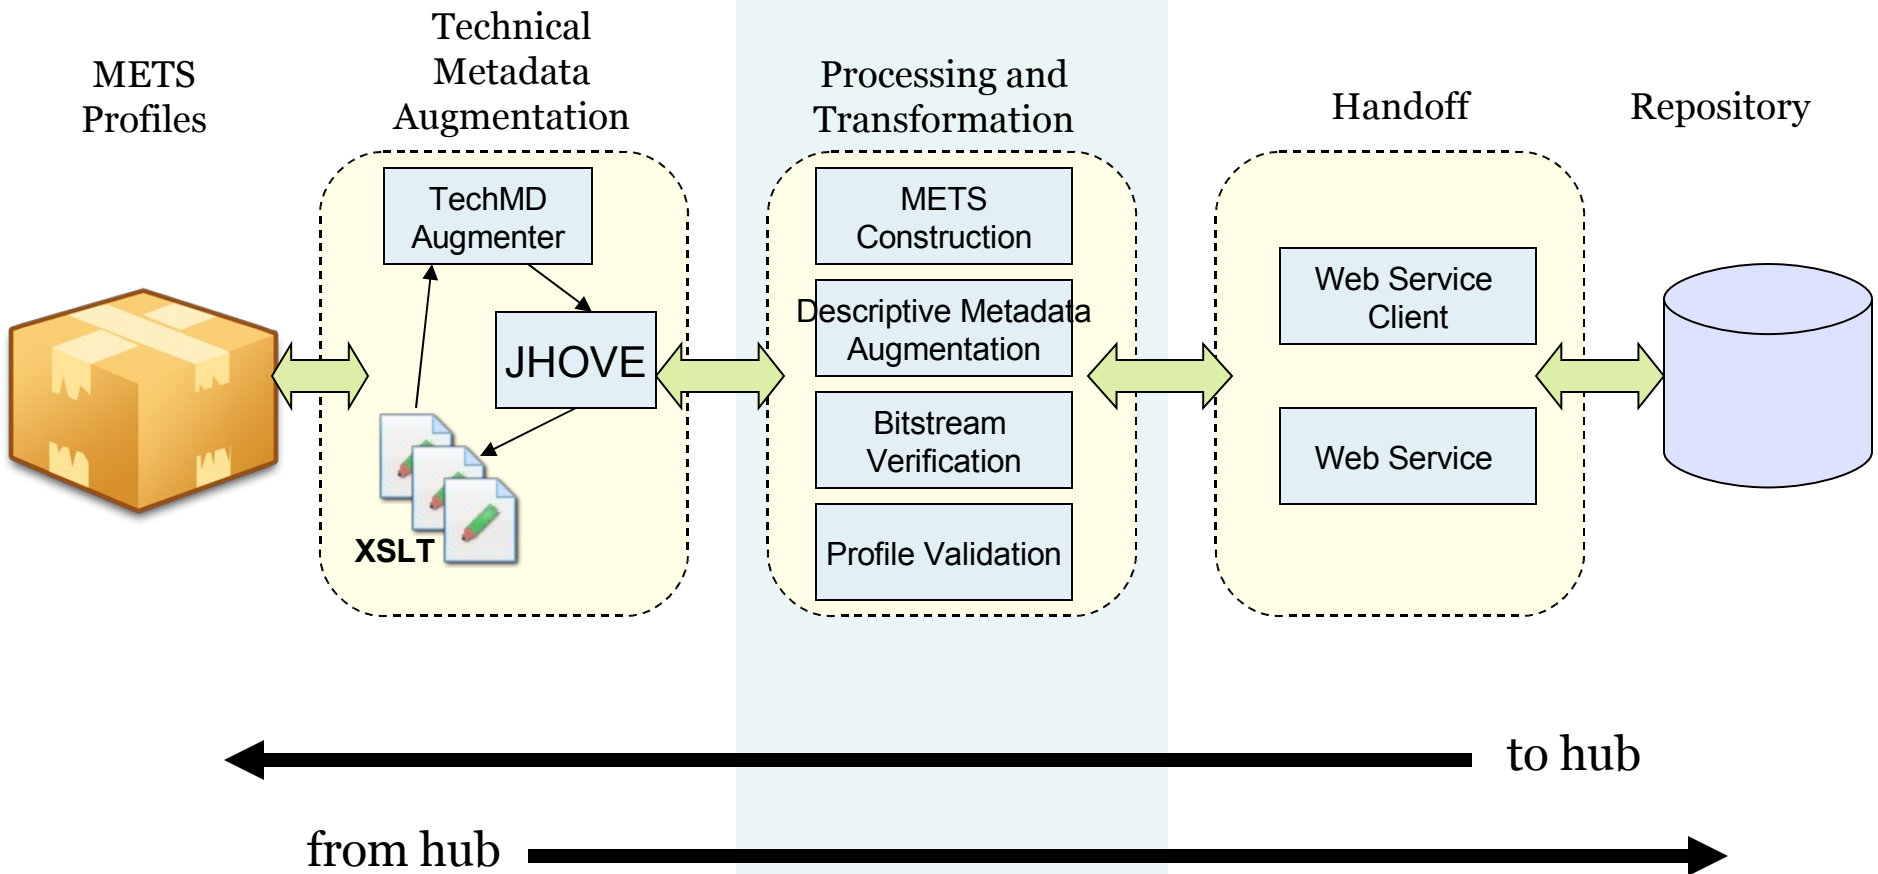 METS
Profiles
Technical
Metadata
Augmentation
Processing and
Transformation
Handoff
Repository
TechMD
Augmenter
JHOVE
XSLT
METS
Construction
Descriptive Metadata
Augmentation
Bitstream
Verification
Profile Validation
Web Service
Client
Web Service
to hub
from hub